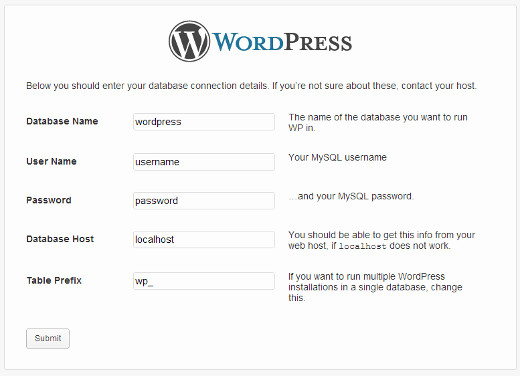 WORDPRESS
Below you should enter your database connection details. If you're not sure about these, contact your host.
Database Name
wordpress
The name of the database you want to run
WP in.
User Name
username
Your MySQL username
Password
password
…and your MySQL password.
Database Host
localhost
You should be able to get this info from your
web host, if localhost does not work.
Table Prefix
wp_
If you want to run multiple WordPress
installations in a single database, change
this.
Submit